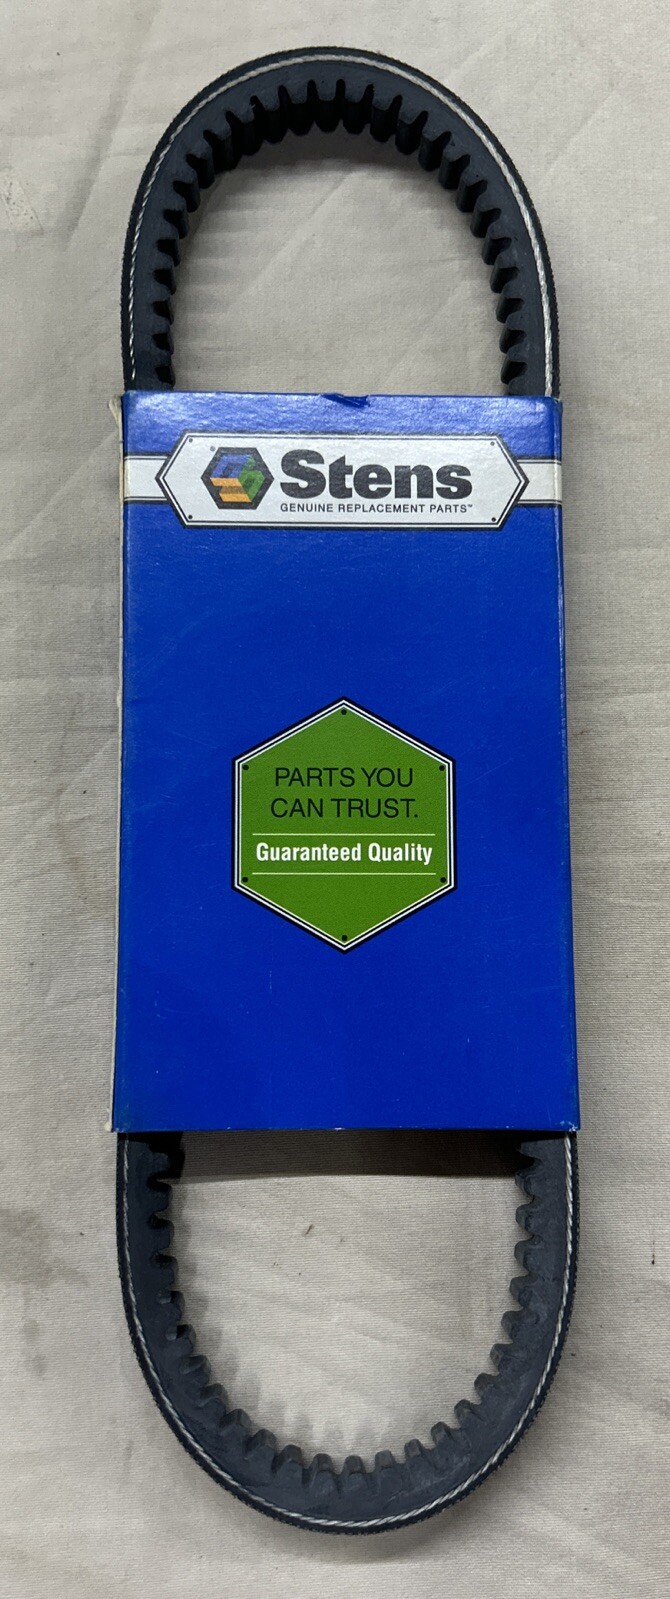 Stens
GENUINE REPLACEMENT PARTS™
PARTS YOU
CAN TRUST.
Guaranteed Quality